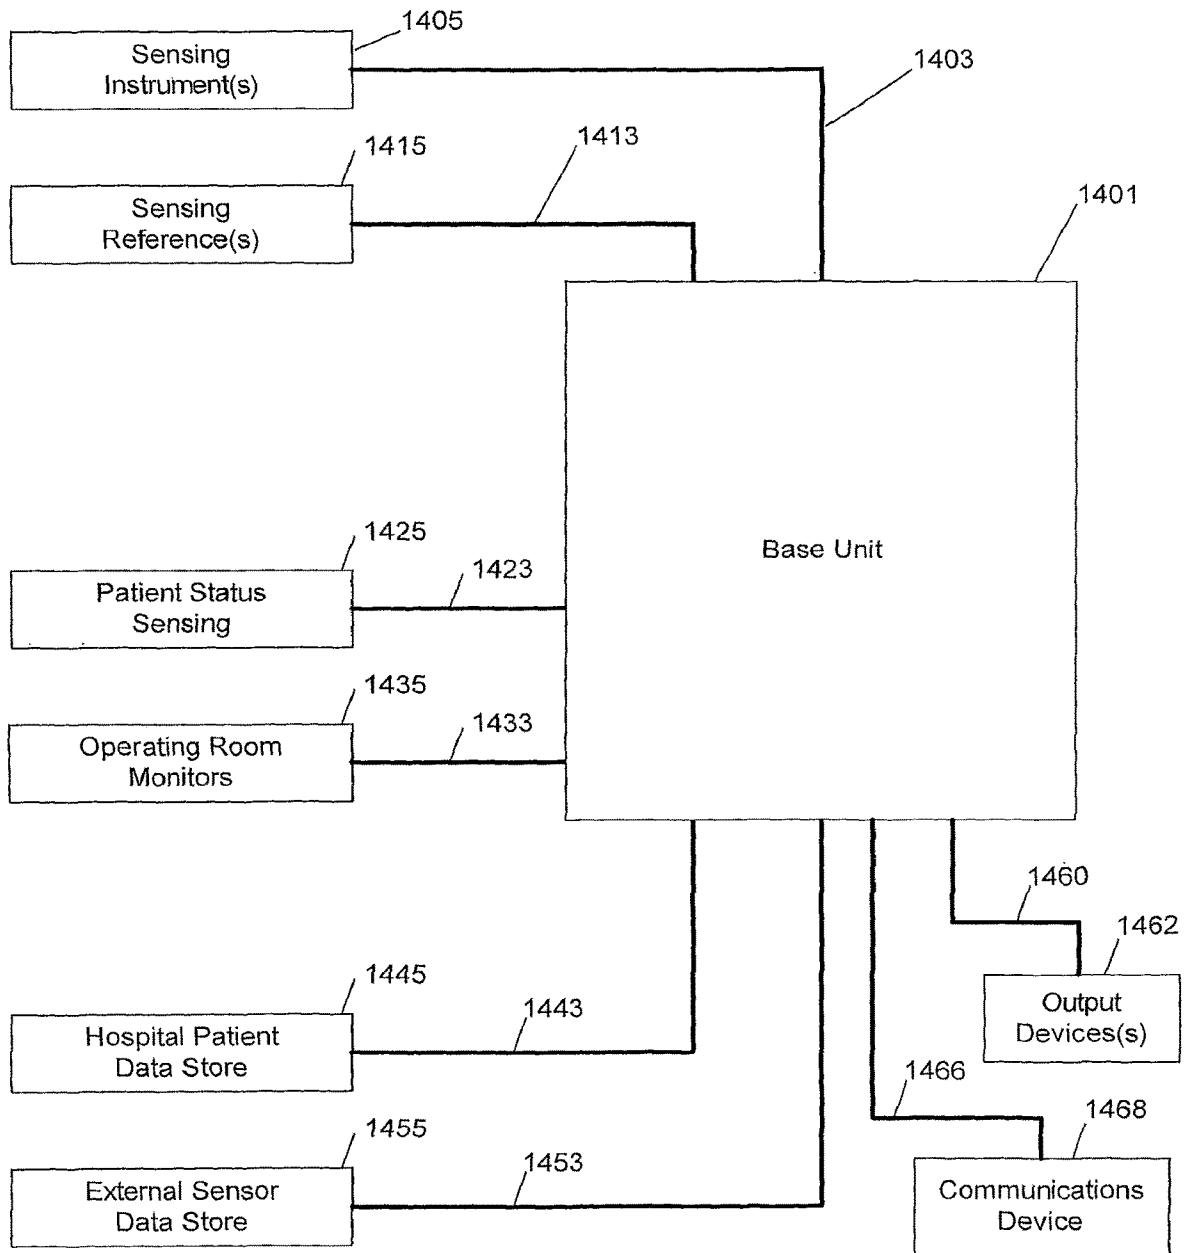 1405
Sensing
Instrument(s)
1403
1415
1413
Sensing
Reference(s)
1401
Base Unit
1425
1423
Patient Status
Sensing
1435
1433
Operating Room
Monitors
1460
1462
Output
Devices(s)
1445
1443
Hospital Patient
Data Store
1466
1468
Communications
Device
1455
1453
External Sensor
Data Store